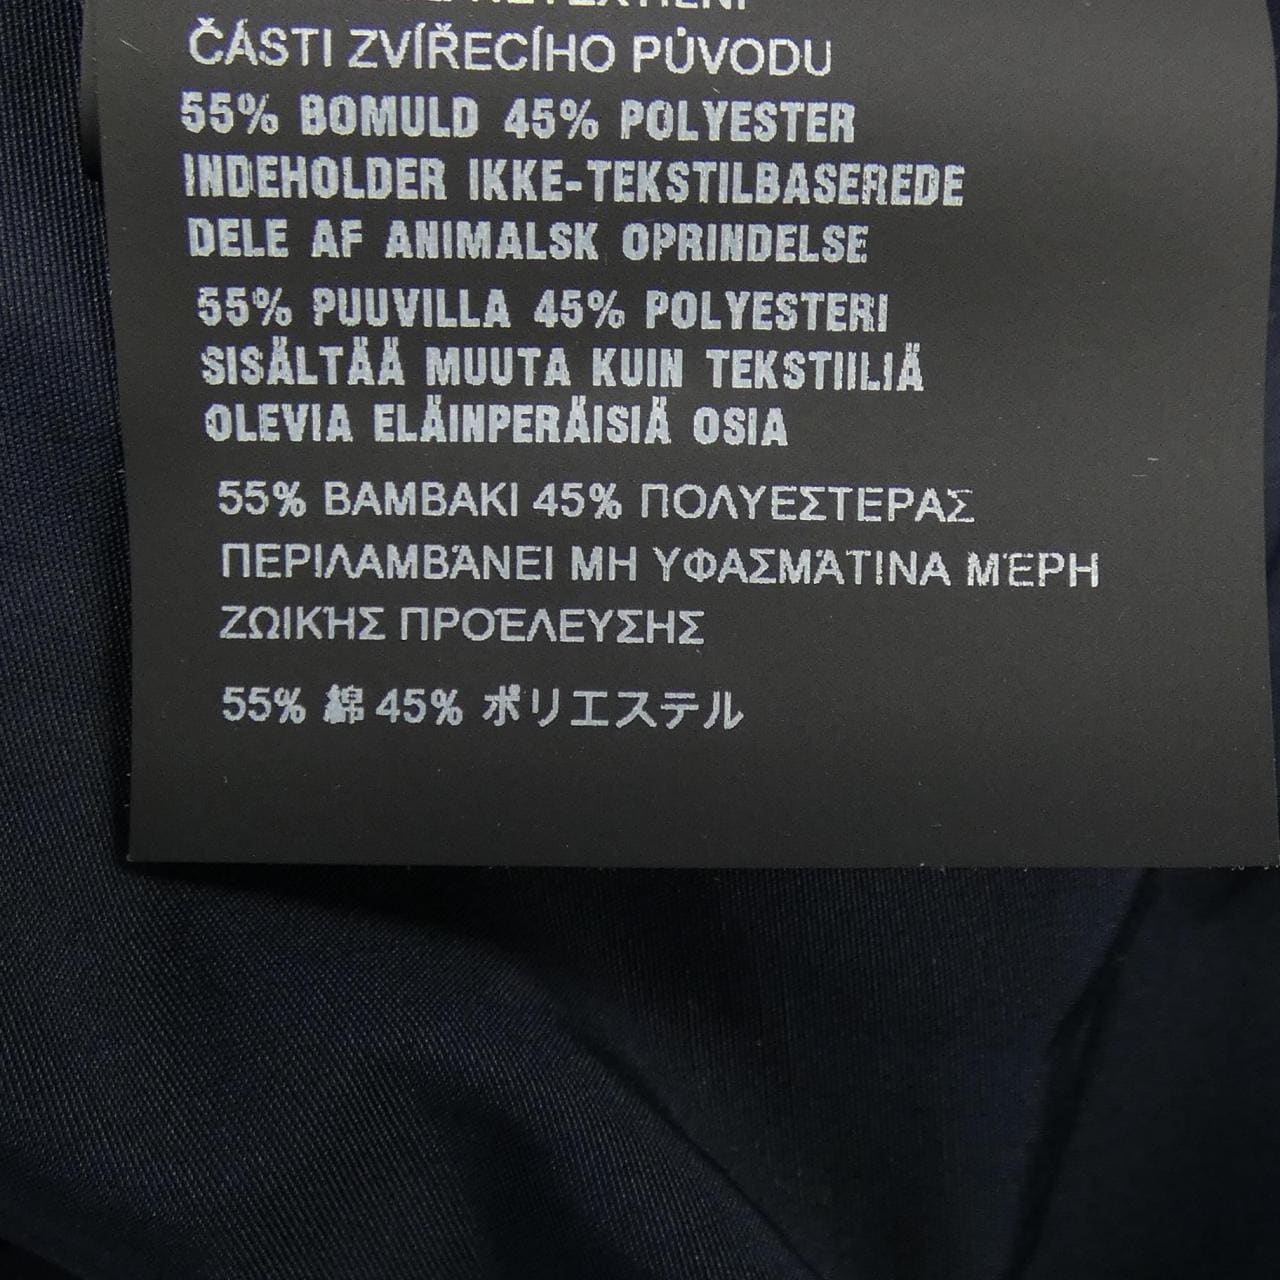 ČÁSTI ZVÍŘECÍHO PŮVODU
55% BOMULD 45% POLYESTER
INDEHOLDER IKKE-TEKSTILBASEREDE
DELE AF ANIMALSK OPRINDELSE
55% PUUVILLA 45% POLYESTERI
SISÄLTÄÄ MUUTA KUIN TEKSTIILIÄ
OLEVIA ELÄINPERÄISIÄ OSIA
55% ΒΑΜΒΑΚΙ 45% ΠΟΛΥΕΣΤΕΡΑΣ
ΠΕΡΙΛΑΜΒΆΝΕΙ ΜΗ ΥΦΑΣΜΆΤΙΝΑ ΜΈΡΗ
ΖΩΙΚΉΣ ΠΡΟΈΛΕΥΣΗΣ
55% 綿 45% ポリエステル